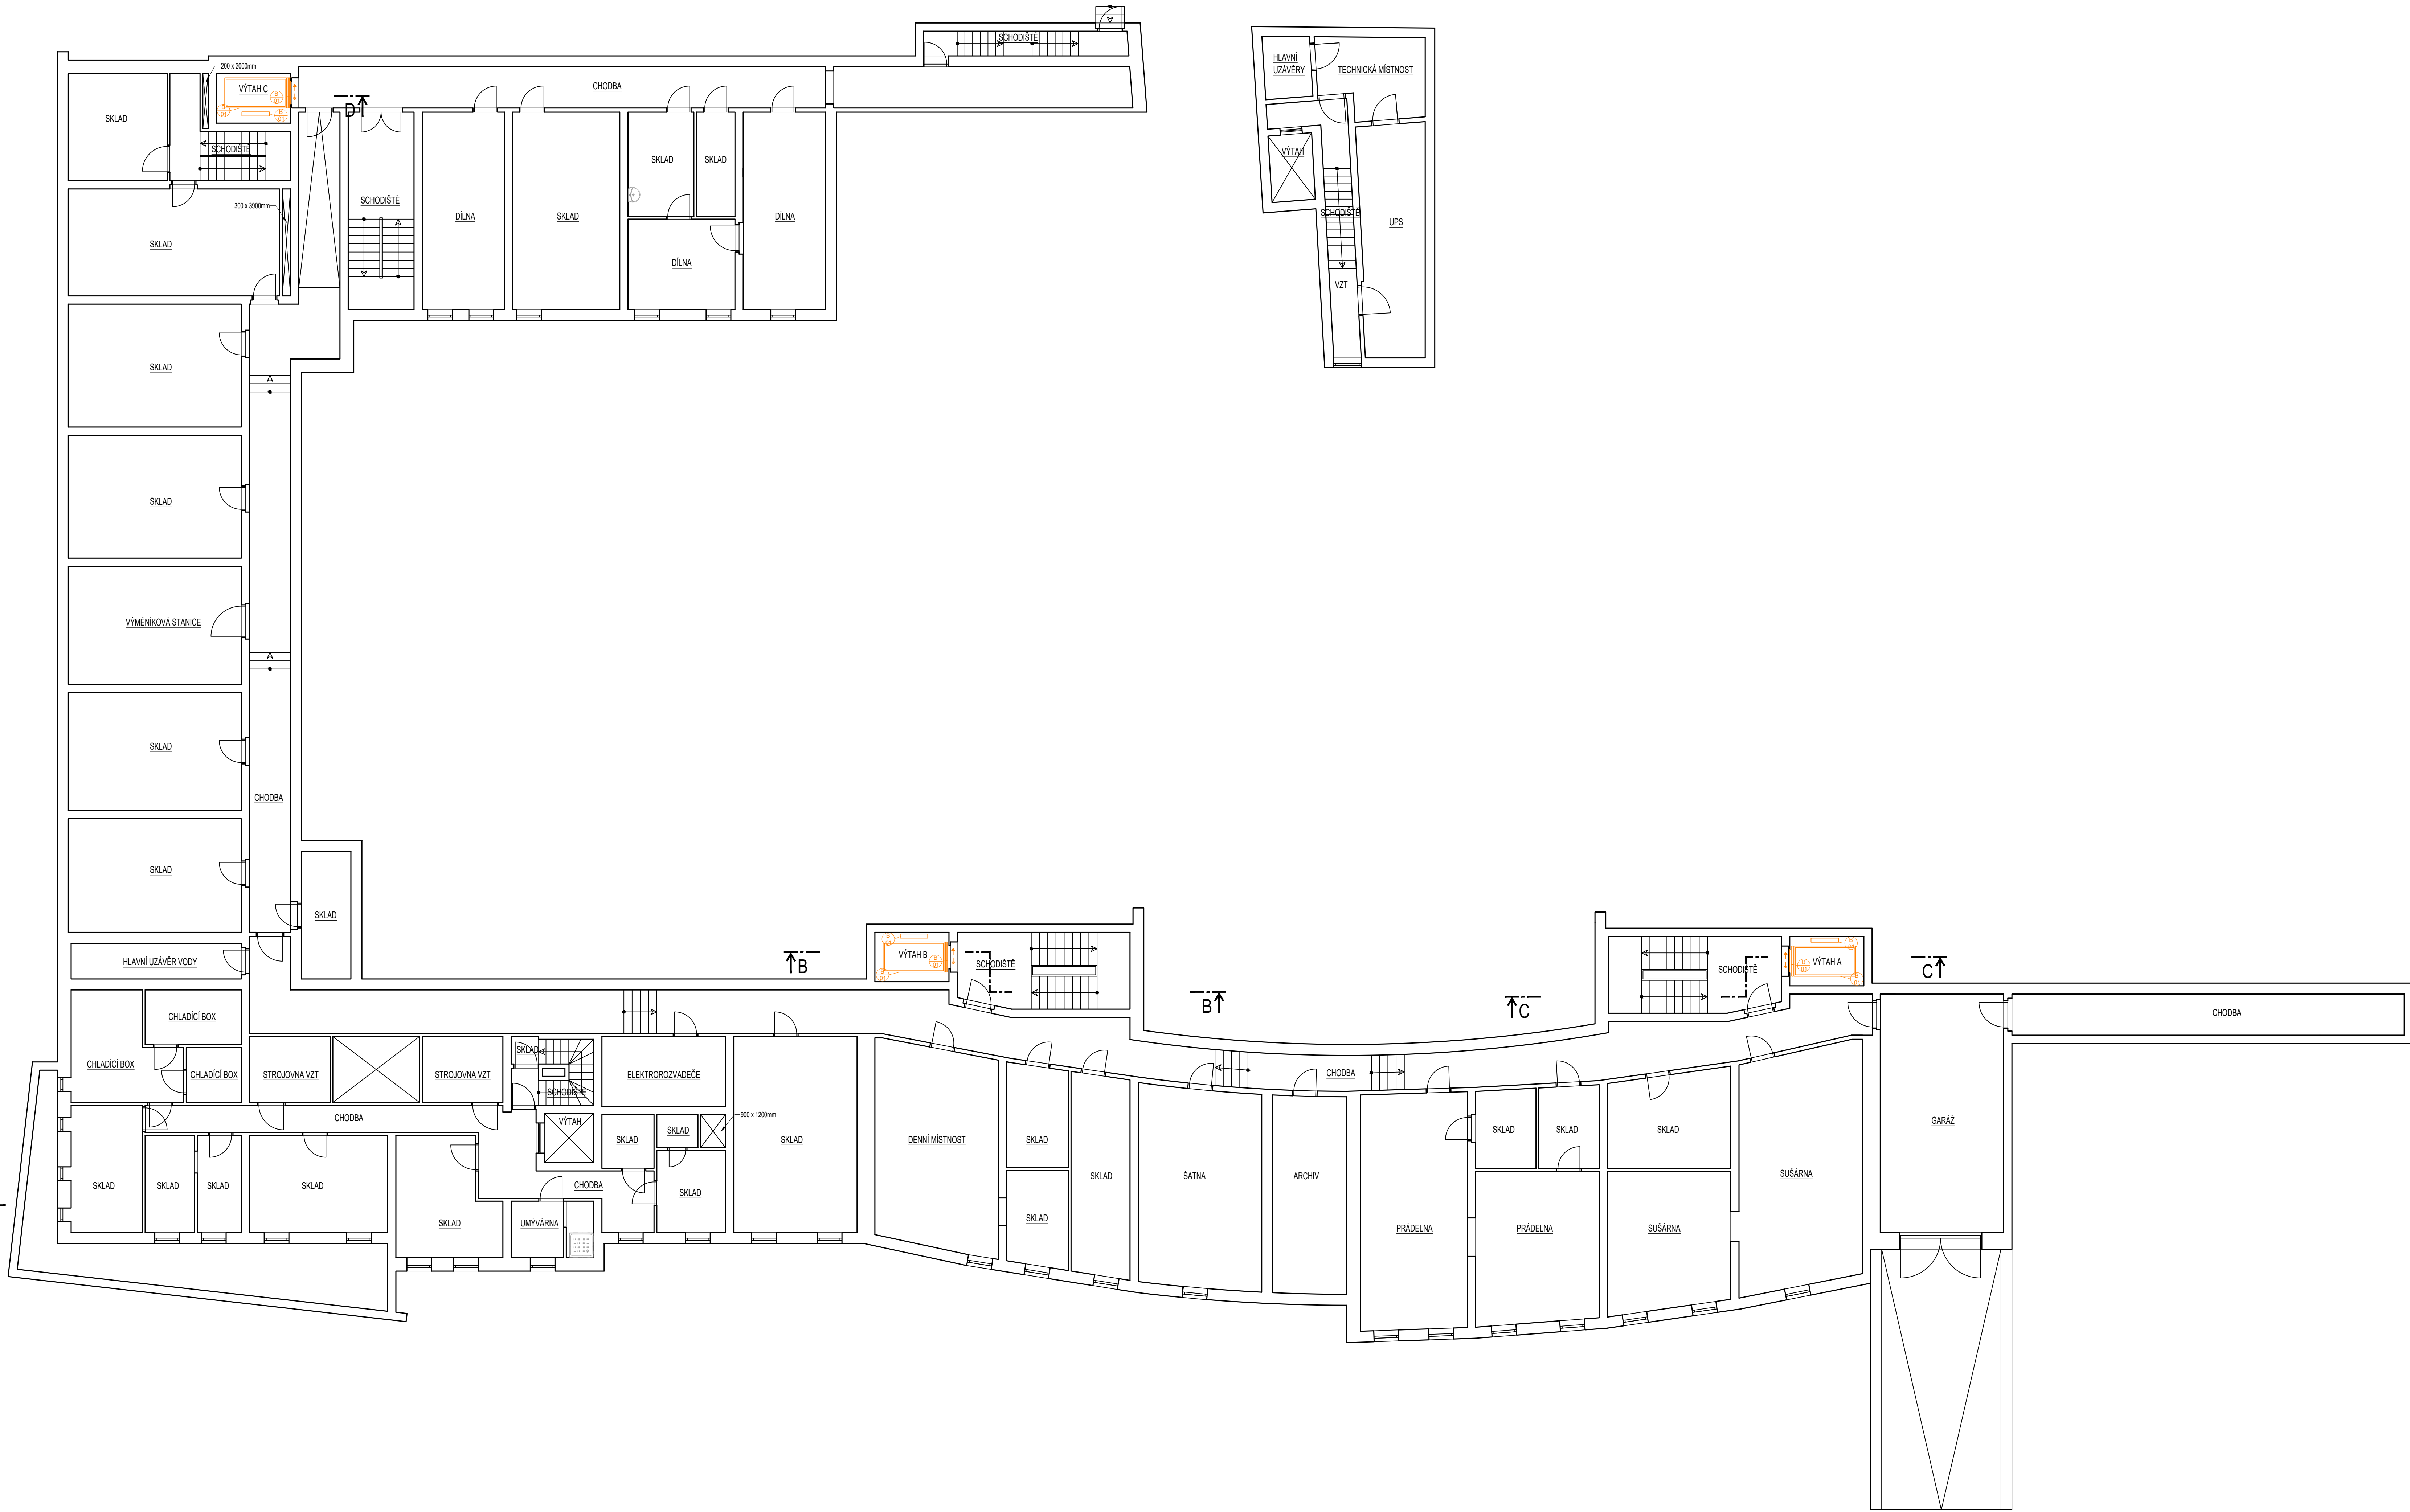 SCHODIŠTĚ
HLAVNÍ
UZÁVĚRY
TECHNICKÁ MÍSTNOST
200 x 2000mm
VÝTAH C
CHODBA
D
SKLAD
SCHODIŠTĚ
SKLAD
SKLAD
VÝTAH
300 x 3900mm
SCHODIŠTĚ
DÍLNA
SKLAD
DÍLNA
SCHODIŠTĚ
UPS
SKLAD
DÍLNA
VZT
SKLAD
SKLAD
VÝMĚNÍKOVÁ STANICE
SKLAD
CHODBA
SKLAD
SKLAD
HLAVNÍ UZÁVĚR VODY
B
VÝTAH B
SCHODIŠTĚ
SCHODIŠTĚ
VÝTAH A
C
B
C
CHODBA
CHLADÍCÍ BOX
CHLADÍCÍ BOX
CHLADÍCÍ BOX
STROJOVNA VZT
STROJOVNA VZT
SKLAD
SCHODIŠTĚ
ELEKTROROZVADEČE
CHODBA
CHODBA
VÝTAH
900 x 1200mm
SKLAD
SKLAD
SKLAD
DENNÍ MÍSTNOST
SKLAD
SKLAD
SKLAD
SKLAD
GARÁŽ
SKLAD
SKLAD
SKLAD
SKLAD
CHODBA
SKLAD
SKLAD
ŠATNA
ARCHIV
SUŠÁRNA
SKLAD
UMÝVÁRNA
SKLAD
PRÁDELNA
PRÁDELNA
SUŠÁRNA